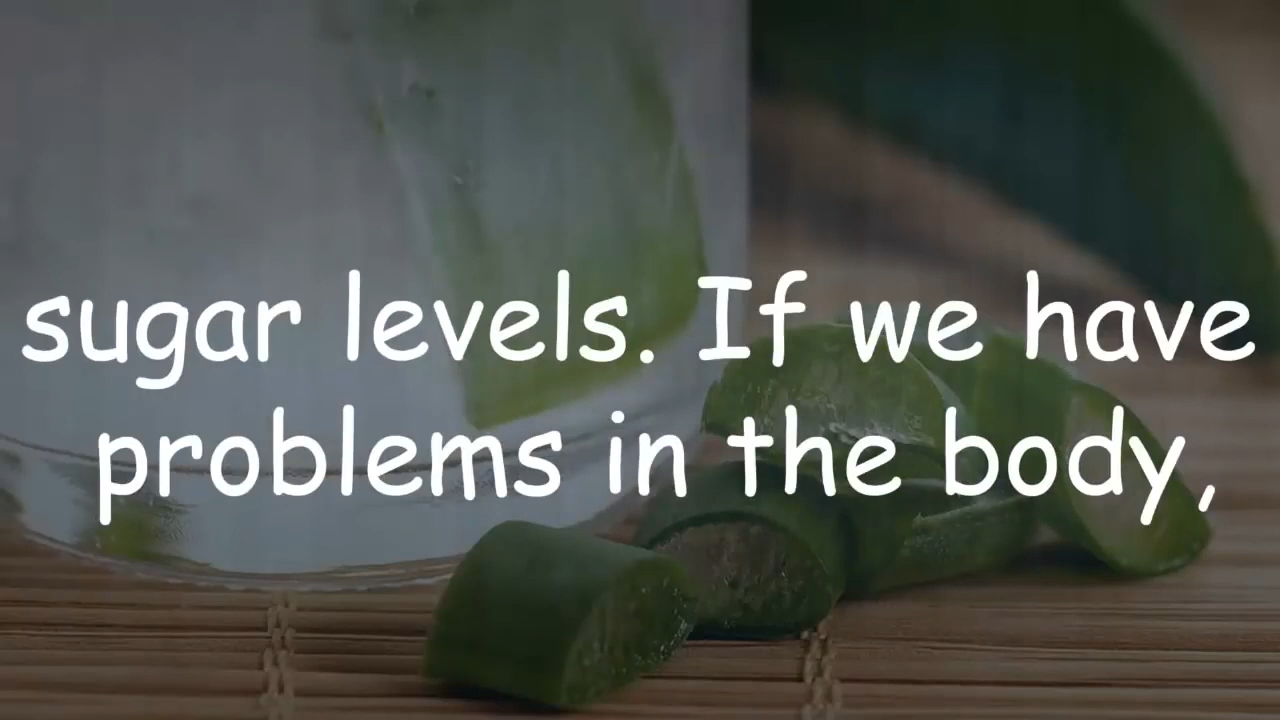 sugar levels. If we have
problems in the body,